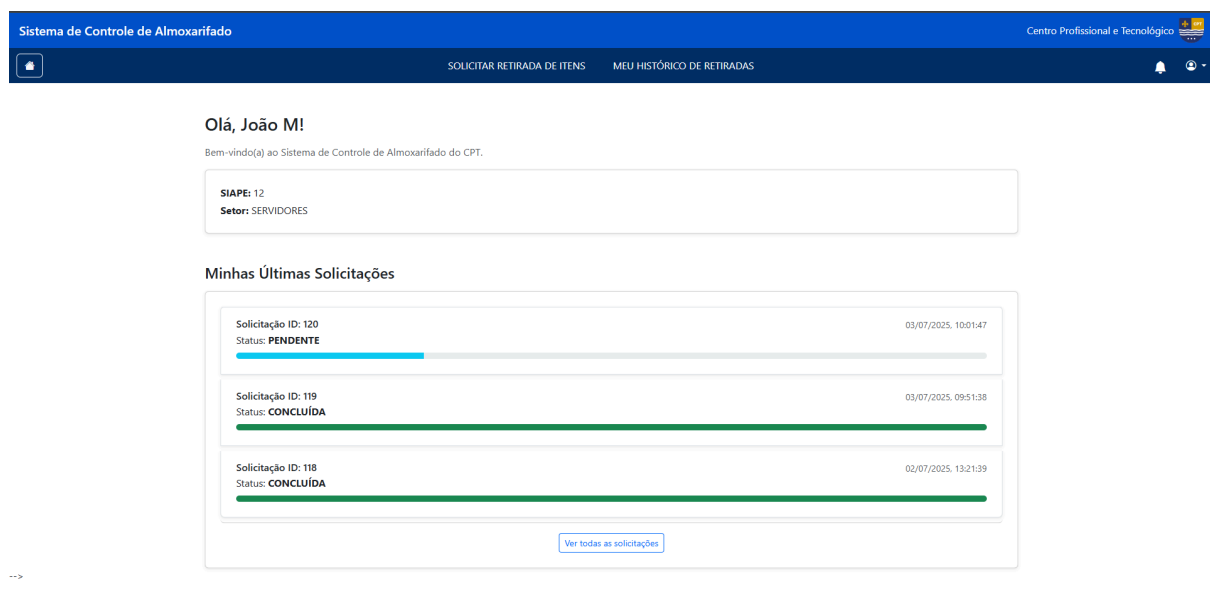 Sistema de Controle de Almoxarifado
Centro Profissional e Tecnológico
CPT
SOLICITAR RETIRADA DE ITENS
MEU HISTÓRICO DE RETIRADAS
Olá, João M!
Bem-vindo(a) ao Sistema de Controle de Almoxarifado do CPT.
SIAPE: 12
Setor: SERVIDORES
Minhas Últimas Solicitações
Solicitação ID: 120
03/07/2025, 10:01:47
Status: PENDENTE
Solicitação ID: 119
03/07/2025, 09:51:38
Status: CONCLUÍDA
Solicitação ID: 118
02/07/2025, 13:21:39
Status: CONCLUÍDA
Ver todas as solicitações
-->